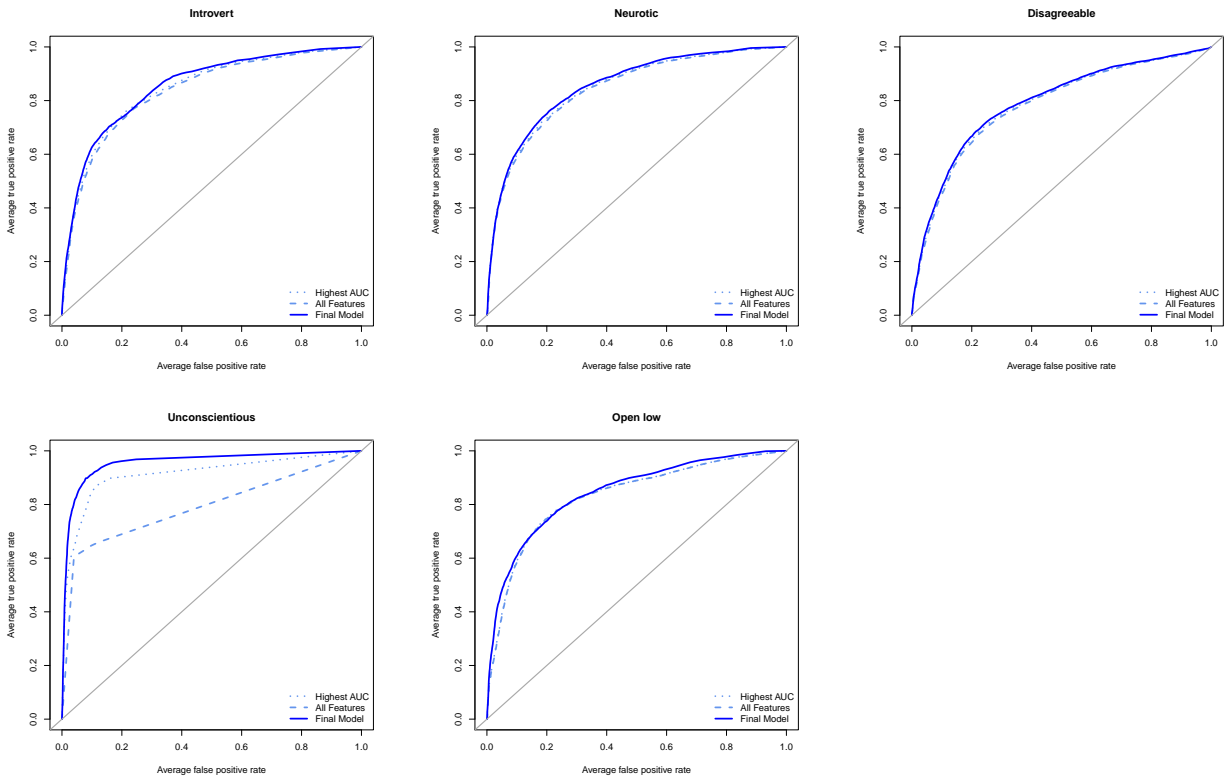 Introvert
Average true positive rate
0.0 0.2 0.4 0.6 0.8 1.0
Highest AUC
All Features
Final Model
0.0 0.2 0.4 0.6 0.8 1.0
Average false positive rate
Neurotic
Average true positive rate
0.0 0.2 0.4 0.6 0.8 1.0
Highest AUC
All Features
Final Model
0.0 0.2 0.4 0.6 0.8 1.0
Average false positive rate
Disagreeable
Average true positive rate
0.0 0.2 0.4 0.6 0.8 1.0
Highest AUC
All Features
Final Model
0.0 0.2 0.4 0.6 0.8 1.0
Average false positive rate
Unconscientious
Average true positive rate
0.0 0.2 0.4 0.6 0.8 1.0
Highest AUC
All Features
Final Model
0.0 0.2 0.4 0.6 0.8 1.0
Average false positive rate
Open low
Average true positive rate
0.0 0.2 0.4 0.6 0.8 1.0
Highest AUC
All Features
Final Model
0.0 0.2 0.4 0.6 0.8 1.0
Average false positive rate